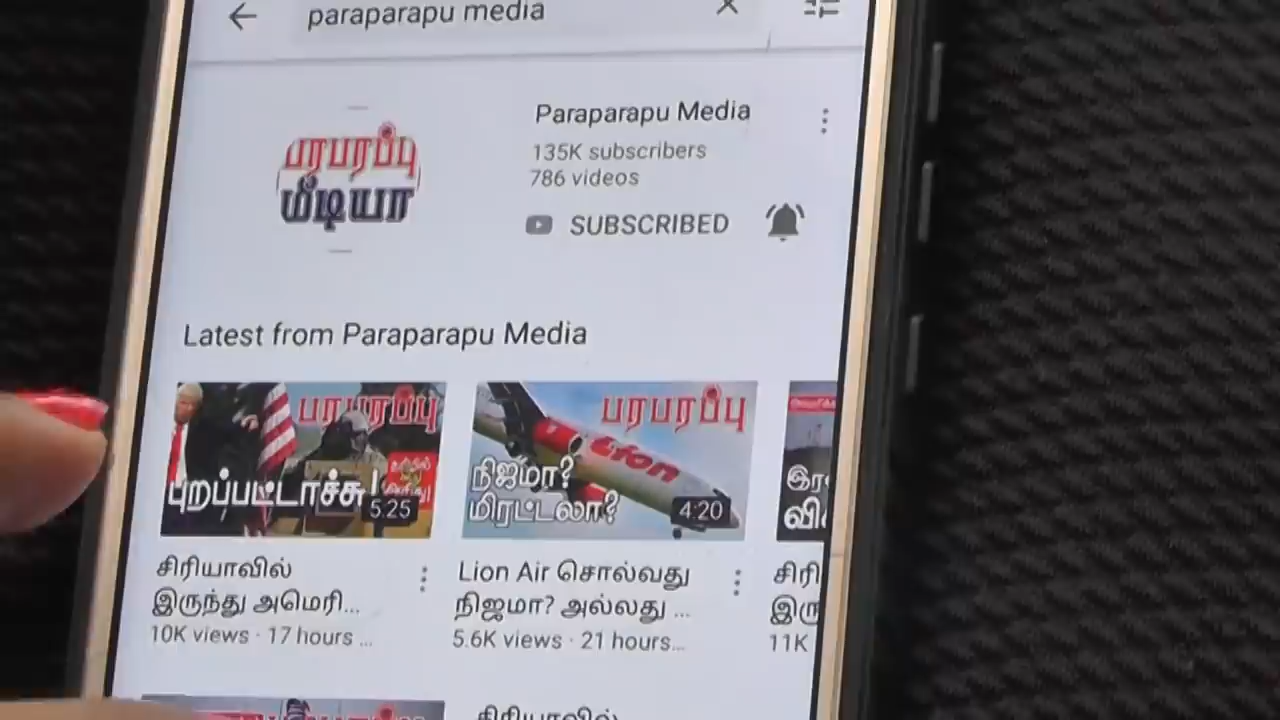 paraparapu media
பரபரப்பு
மீடியா
Paraparapu Media
135K subscribers
786 videos
SUBSCRIBED
Latest from Paraparapu Media
பரபரப்பு
புறப்பட்டாச்சு!
5:25
பரபரப்பு
Lion
நிஜமா?
மிரட்டலா?
4:20
சிரியாவில்
இருந்து அமெரி...
10K views · 17 hours ...
Lion Air சொல்வது
நிஜமா? அல்லது ...
5.6K views · 21 hours...
சிரி
இரு
11K
சிரியாவில்